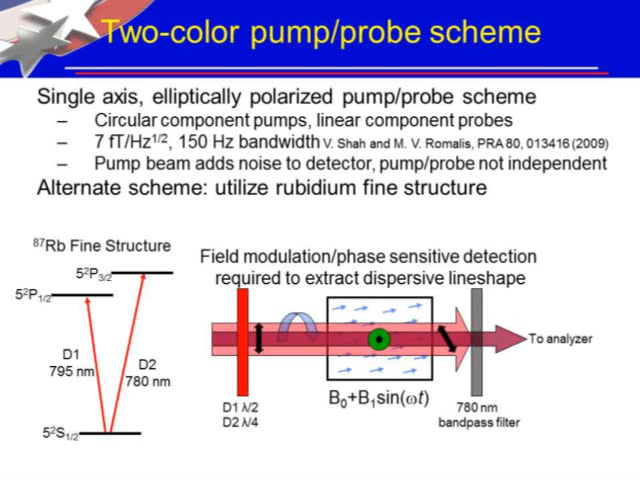 Two-color pump/probe scheme
Single axis, elliptically polarized pump/probe scheme
– Circular component pumps, linear component probes
– 7 fT/Hz1/2, 150 Hz bandwidth V. Shah and M. V. Romalis, PRA 80, 013416 (2009)
– Pump beam adds noise to detector, pump/probe not independent
Alternate scheme: utilize rubidium fine structure
87Rb Fine Structure
Field modulation/phase sensitive detection
required to extract dispersive lineshape
5²P3/2
5²P1/2
D1
795 nm
D2
780 nm
5²S1/2
To analyzer
B0+B1sin(ωt)
D1 λ/2
D2 λ/4
780 nm
bandpass filter